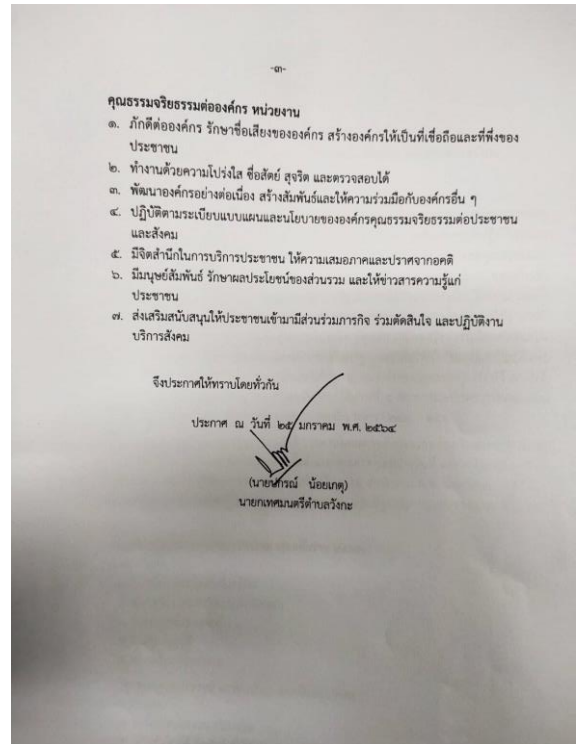 -๓-
คุณธรรมจริยธรรมต่อองค์กร หน่วยงาน
๑. ภักดีต่อองค์กร รักษาชื่อเสียงขององค์กร สร้างองค์กรให้เป็นที่เชื่อถือและที่พึ่งของ
ประชาชน
๒. ทำงานด้วยความโปร่งใส ซื่อสัตย์ สุจริต และตรวจสอบได้
๓. พัฒนาองค์กรอย่างต่อเนื่อง สร้างสัมพันธ์และให้ความร่วมมือกับองค์กรอื่น ๆ
๔. ปฏิบัติตามระเบียบแบบแผนและนโยบายขององค์กรคุณธรรมจริยธรรมต่อประชาชน
และสังคม
๕. มีจิตสำนึกในการบริการประชาชน ให้ความเสมอภาคและปราศจากอคติ
๖. มีมนุษย์สัมพันธ์ รักษาผลประโยชน์ของส่วนรวม และให้ข่าวสารความรู้แก่
ประชาชน
๗. ส่งเสริมสนับสนุนให้ประชาชนเข้ามามีส่วนร่วมภารกิจ ร่วมตัดสินใจ และปฏิบัติงาน
บริการสังคม
จึงประกาศให้ทราบโดยทั่วกัน
ประกาศ ณ วันที่ ๒๕ มกราคม พ.ศ. ๒๕๖๔
น้อยเกตุ)
นายกเทศมนตรีตำบลวังกะ